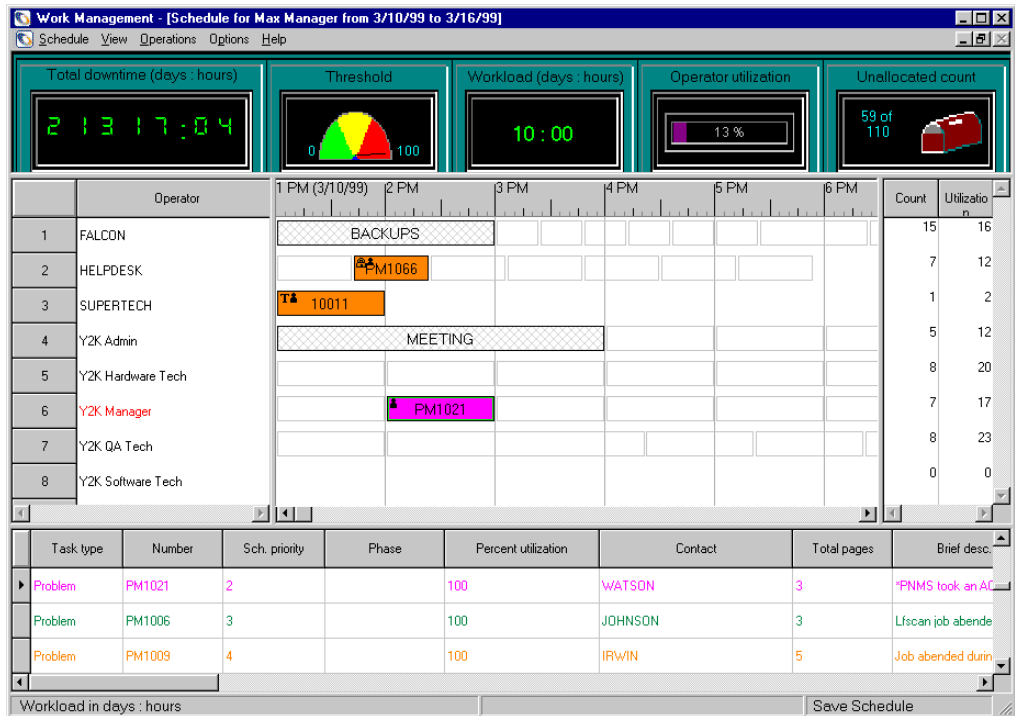 Work Management - [Schedule for Max Manager from 3/10/99 to 3/16/99]
Schedule View Operations Options Help
Total downtime (days : hours) Threshold Workload (days : hours) Operator utilization Unallocated count
21317:04 0 100 10 : 00 13 % 59 of 110
Operator 1 PM (3/10/99) 2 PM 3 PM 4 PM 5 PM 6 PM Count Utilization
1 FALCON BACKUPS 15 16
2 HELPDESK PM1066 7 12
3 SUPERTECH T 10011 1 2
4 Y2K Admin MEETING 5 12
5 Y2K Hardware Tech 8 20
6 Y2K Manager PM1021 7 17
7 Y2K QA Tech 8 23
8 Y2K Software Tech 0 0
Task type Number Sch. priority Phase Percent utilization Contact Total pages Brief desc.
Problem PM1021 2 100 WATSON 3 *PNMS took an AC
Problem PM1006 3 100 JOHNSON 3 Lfscan job abende
Problem PM1009 4 100 IRWIN 5 Job abended durin
Workload in days : hours Save Schedule